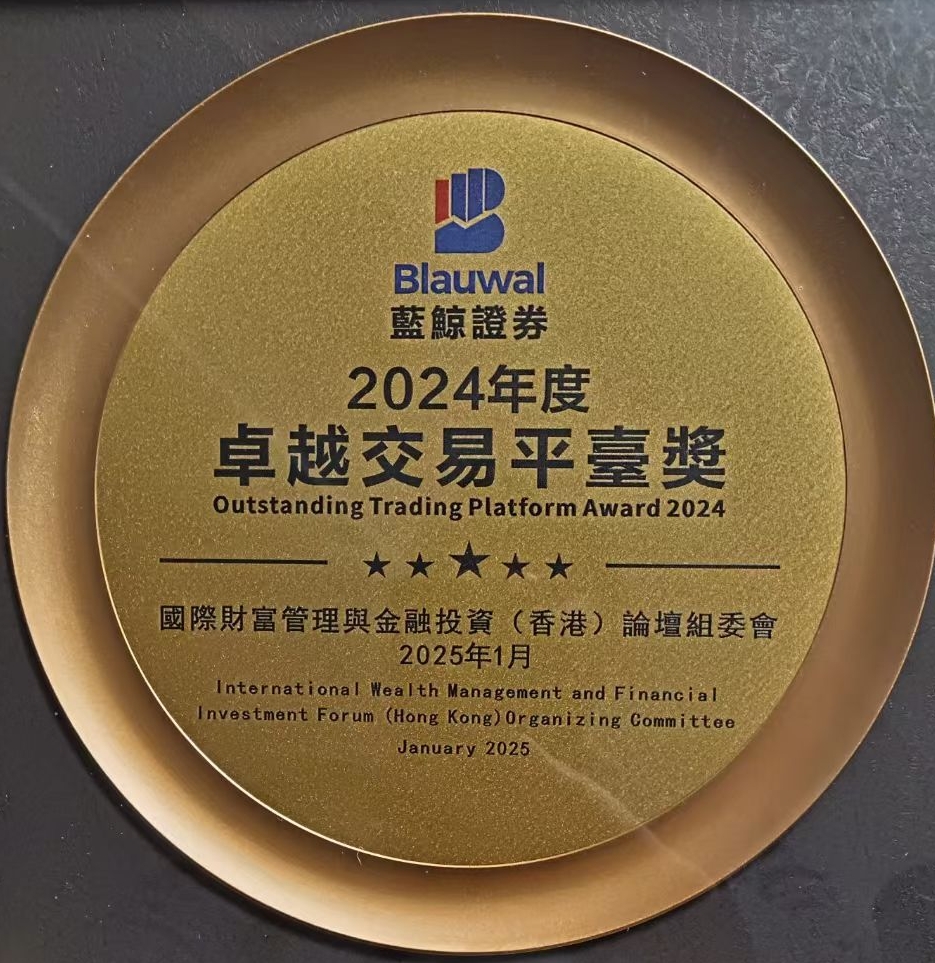 Blauwal
藍鯨證券
2024年度
卓越交易平臺獎
Outstanding Trading Platform Award 2024
國際財富管理與金融投資（香港）論壇組委會
2025年1月
International Wealth Management and Financial
Investment Forum (Hong Kong)Organizing Committee
January 2025